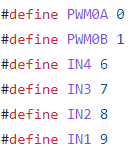 #define PWM0A 0
#define PWM0B 1
#define IN4 6
#define IN3 7
#define IN2 8
#define IN1 9